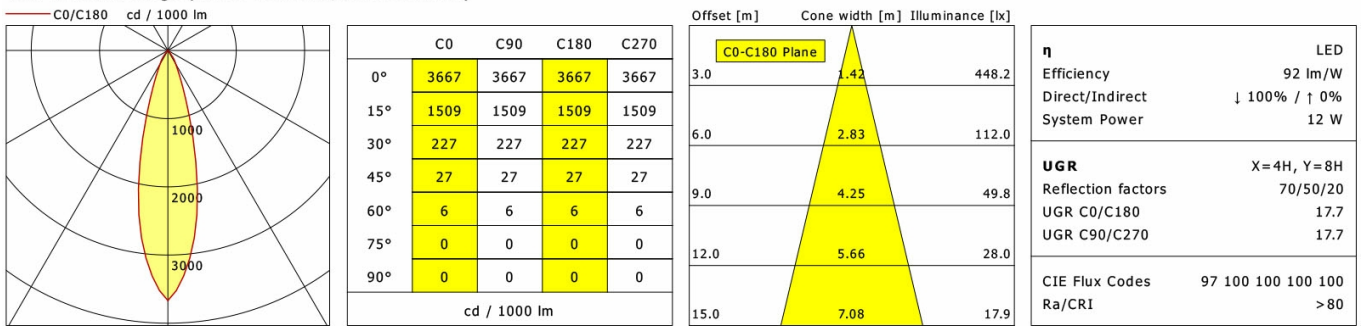 C0/C180 cd / 1000 lm
1000
2000
3000
C0 C90 C180 C270
0° 3667 3667 3667 3667
15° 1509 1509 1509 1509
30° 227 227 227 227
45° 27 27 27 27
60° 6 6 6 6
75° 0 0 0 0
90° 0 0 0 0
cd / 1000 lm
Offset [m] Cone width [m] Illuminance [lx]
C0-C180 Plane
3.0 1.42 448.2
6.0 2.83 112.0
9.0 4.25 49.8
12.0 5.66 28.0
15.0 7.08 17.9
η LED
Efficiency 92 lm/W
Direct/Indirect ↓ 100% / ↑ 0%
System Power 12 W
UGR X=4H, Y=8H
Reflection factors 70/50/20
UGR C0/C180 17.7
UGR C90/C270 17.7
CIE Flux Codes 97 100 100 100 100
Ra/CRI >80